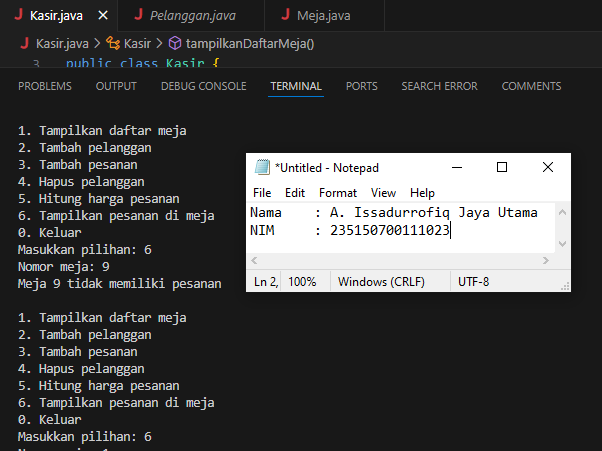 Kasir.java
Pelanggan.java
Meja.java
Kasir.java > Kasir > tampilkanDaftarMeja()
3 public class Kasir {
PROBLEMS OUTPUT DEBUG CONSOLE TERMINAL PORTS SEARCH ERROR COMMENTS
1. Tampilkan daftar meja
2. Tambah pelanggan
3. Tambah pesanan
4. Hapus pelanggan
5. Hitung harga pesanan
6. Tampilkan pesanan di meja
0. Keluar
Masukkan pilihan: 6
Nomor meja: 9
Meja 9 tidak memiliki pesanan
1. Tampilkan daftar meja
2. Tambah pelanggan
3. Tambah pesanan
4. Hapus pelanggan
5. Hitung harga pesanan
6. Tampilkan pesanan di meja
0. Keluar
Masukkan pilihan: 6
*Untitled - Notepad
File Edit Format View Help
Nama    : A. Issadurrofiq Jaya Utama
NIM     : 235150700111023
Ln 2, 100% Windows (CRLF) UTF-8